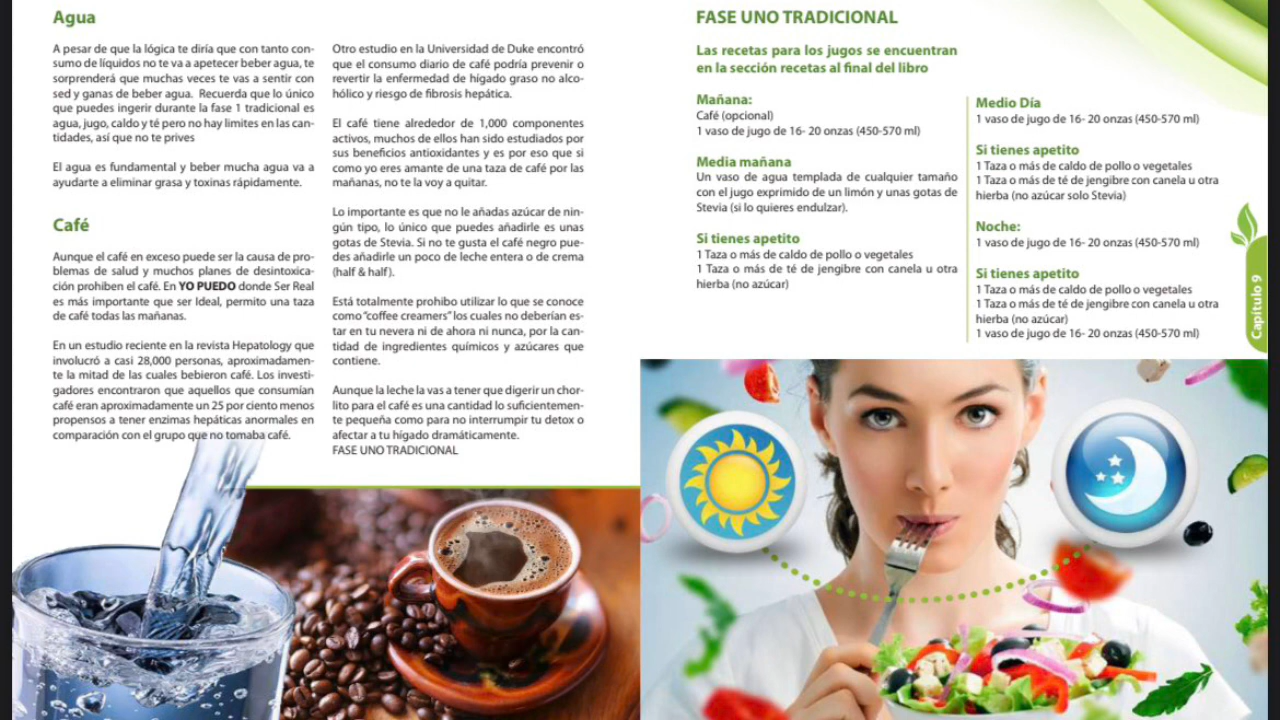 Agua
A pesar de que la lógica te diría que con tanto con-
sumo de líquidos no te va a apetecer beber agua, te
sorprenderá que muchas veces te vas a sentir con
sed y ganas de beber agua. Recuerda que lo único
que puedes ingerir durante la fase 1 tradicional es
agua, jugo, caldo y té pero no hay limites en las can-
tidades, así que no te prives
El agua es fundamental y beber mucha agua va a
ayudarte a eliminar grasa y toxinas rápidamente.
Café
Aunque el café en exceso puede ser la causa de pro-
blemas de salud y muchos planes de desintoxica-
ción prohiben el café. En YO PUEDO donde Ser Real
es más importante que ser Ideal, permito una taza
de café todas las mañanas.
En un estudio reciente en la revista Hepatology que
involucró a casi 28,000 personas, aproximadamen-
te la mitad de las cuales bebieron café. Los investi-
gadores encontraron que aquellos que consumían
café eran aproximadamente un 25 por ciento menos
propensos a tener enzimas hepáticas anormales en
comparación con el grupo que no tomaba café.
Otro estudio en la Universidad de Duke encontró
que el consumo diario de café podría prevenir o
revertir la enfermedad de hígado graso no alco-
hólico y riesgo de fibrosis hepática.
El café tiene alrededor de 1,000 componentes
activos, muchos de ellos han sido estudiados por
sus beneficios antioxidantes y es por eso que si
como yo eres amante de una taza de café por las
mañanas, no te la voy a quitar.
Lo importante es que no le añadas azúcar de nin-
gún tipo, lo único que puedes añadirle es unas
gotas de Stevia. Si no te gusta el café negro pue-
des añadirle un poco de leche entera o de crema
(half & half).
Está totalmente prohibo utilizar lo que se conoce
como “coffee creamers” los cuales no deberían es-
tar en tu nevera ni de ahora ni nunca, por la can-
tidad de ingredientes químicos y azúcares que
contiene.
Aunque la leche la vas a tener que digerir un chor-
lito para el café es una cantidad lo suficientemen-
te pequeña como para no interrumpir tu detox o
afectar a tu hígado dramáticamente.
FASE UNO TRADICIONAL
FASE UNO TRADICIONAL
Las recetas para los jugos se encuentran
en la sección recetas al final del libro
Mañana:
Café (opcional)
1 vaso de jugo de 16- 20 onzas (450-570 ml)
Media mañana
Un vaso de agua templada de cualquier tamaño
con el jugo exprimido de un limón y unas gotas de
Stevia (si lo quieres endulzar).
Si tienes apetito
1 Taza o más de caldo de pollo o vegetales
1 Taza o más de té de jengibre con canela u otra
hierba (no azúcar)
Medio Día
1 vaso de jugo de 16- 20 onzas (450-570 ml)
Si tienes apetito
1 Taza o más de caldo de pollo o vegetales
1 Taza o más de té de jengibre con canela u otra
hierba (no azúcar solo Stevia)
Noche:
1 vaso de jugo de 16- 20 onzas (450-570 ml)
Si tienes apetito
1 Taza o más de caldo de pollo o vegetales
1 Taza o más de té de jengibre con canela u otra
hierba (no azúcar)
1 vaso de jugo de 16- 20 onzas (450-570 ml)
Capítulo 9